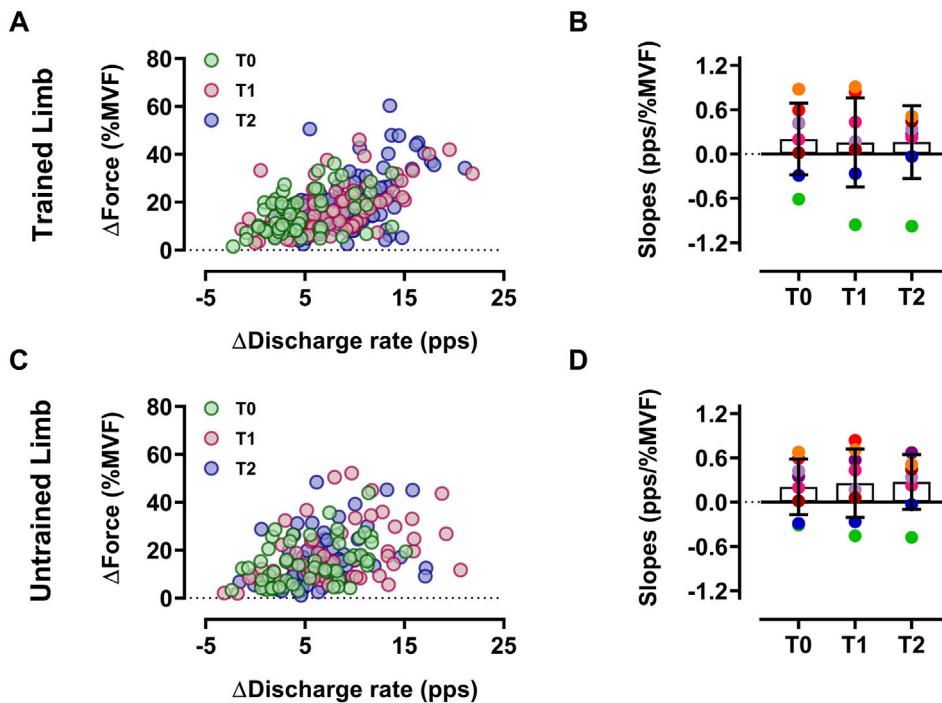 A
Trained Limb
ΔForce (%MVF)
80
60
40
20
0
T0
T1
T2
-5 5 15 25
ΔDischarge rate (pps)
B
Slopes (pps/%MVF)
1.2
0.6
0.0
-0.6
-1.2
T0 T1 T2
C
Untrained Limb
ΔForce (%MVF)
80
60
40
20
0
T0
T1
T2
-5 5 15 25
ΔDischarge rate (pps)
D
Slopes (pps/%MVF)
1.2
0.6
0.0
-0.6
-1.2
T0 T1 T2